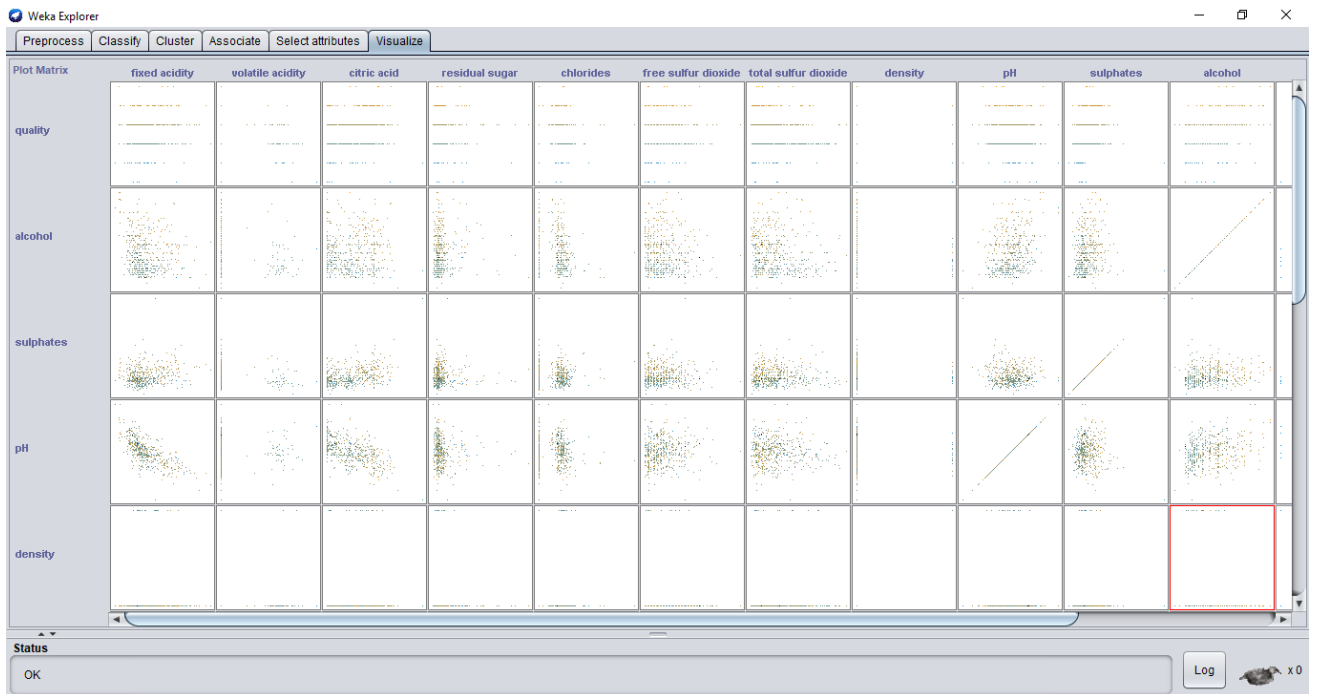 Weka Explorer
Preprocess Classify Cluster Associate Select attributes Visualize
Plot Matrix fixed acidity volatile acidity citric acid residual sugar chlorides free sulfur dioxide total sulfur dioxide density pH sulphates alcohol
quality
alcohol
sulphates
pH
density
Status
OK
Log
x 0